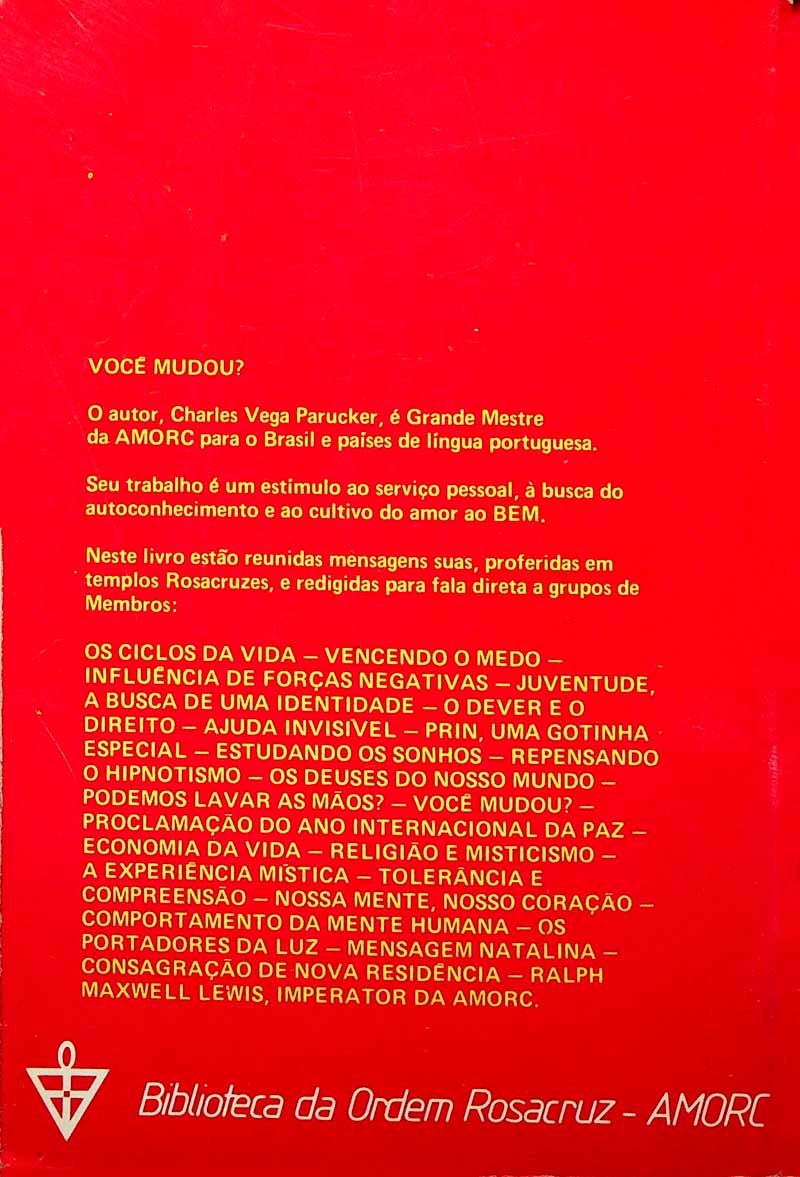 VOCÊ MUDOU?
O autor, Charles Vega Parucker, é Grande Mestre
da AMORC para o Brasil e países de língua portuguesa.
Seu trabalho é um estímulo ao serviço pessoal, à busca do
autoconhecimento e ao cultivo do amor ao BEM.
Neste livro estão reunidas mensagens suas, proferidas em
templos Rosacruzes, e redigidas para fala direta a grupos de
Membros:
OS CICLOS DA VIDA — VENCENDO O MEDO —
INFLUÊNCIA DE FORÇAS NEGATIVAS — JUVENTUDE,
A BUSCA DE UMA IDENTIDADE — O DEVER E O
DIREITO — AJUDA INVISÍVEL — PRIN, UMA GOTINHA
ESPECIAL — ESTUDANDO OS SONHOS — REPENSANDO
O HIPNOTISMO — OS DEUSES DO NOSSO MUNDO —
PODEMOS LAVAR AS MÃOS? — VOCÊ MUDOU? —
PROCLAMAÇÃO DO ANO INTERNACIONAL DA PAZ —
ECONOMIA DA VIDA — RELIGIÃO E MISTICISMO —
A EXPERIÊNCIA MÍSTICA — TOLERÂNCIA E
COMPREENSÃO — NOSSA MENTE, NOSSO CORAÇÃO —
COMPORTAMENTO DA MENTE HUMANA — OS
PORTADORES DA LUZ — MENSAGEM NATALINA —
CONSAGRAÇÃO DE NOVA RESIDÊNCIA — RALPH
MAXWELL LEWIS, IMPERATOR DA AMORC.
Biblioteca da Ordem Rosacruz - AMORC